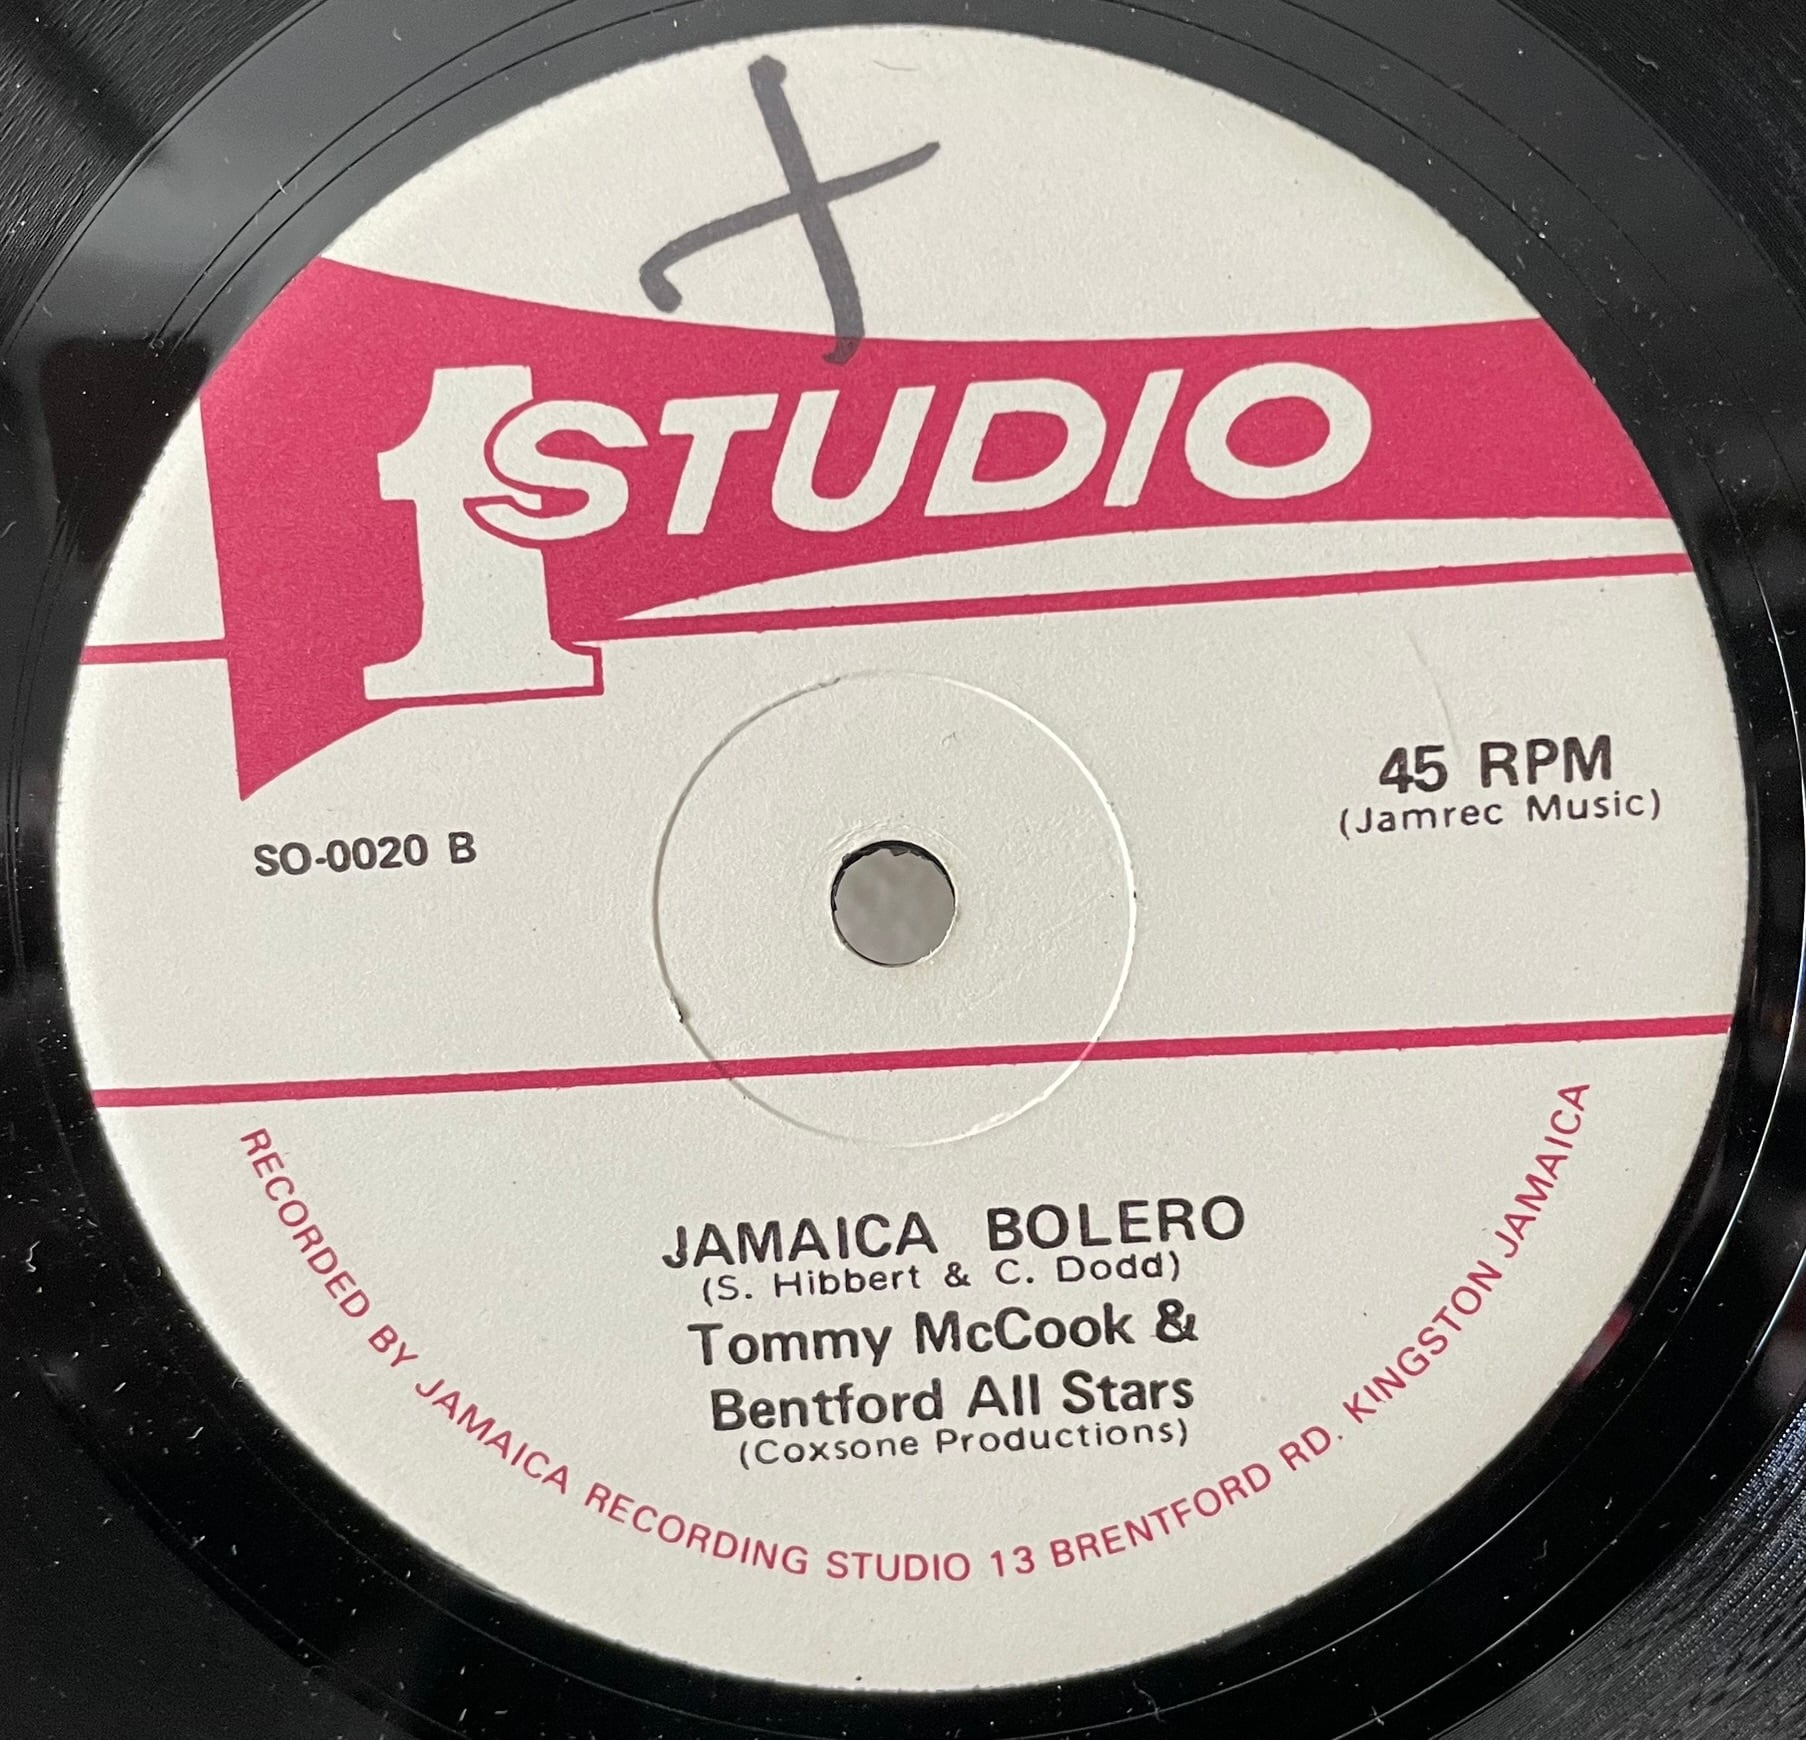 1 STUDIO
45 RPM
(Jamrec Music)
SO-0020 B
JAMAICA BOLERO
(S. Hibbert & C. Dodd)
Tommy McCook &
Bentford All Stars
(Coxsone Productions)
RECORDED BY JAMAICA RECORDING STUDIO 13 BRENTFORD RD. KINGSTON JAMAICA